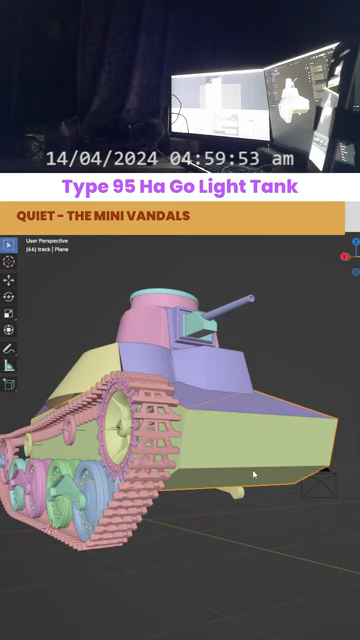 14/04/2024 04:59:53 am
Type 95 Ha Go Light Tank
QUIET - THE MINI VANDALS
User Perspective
(66) track | Plane